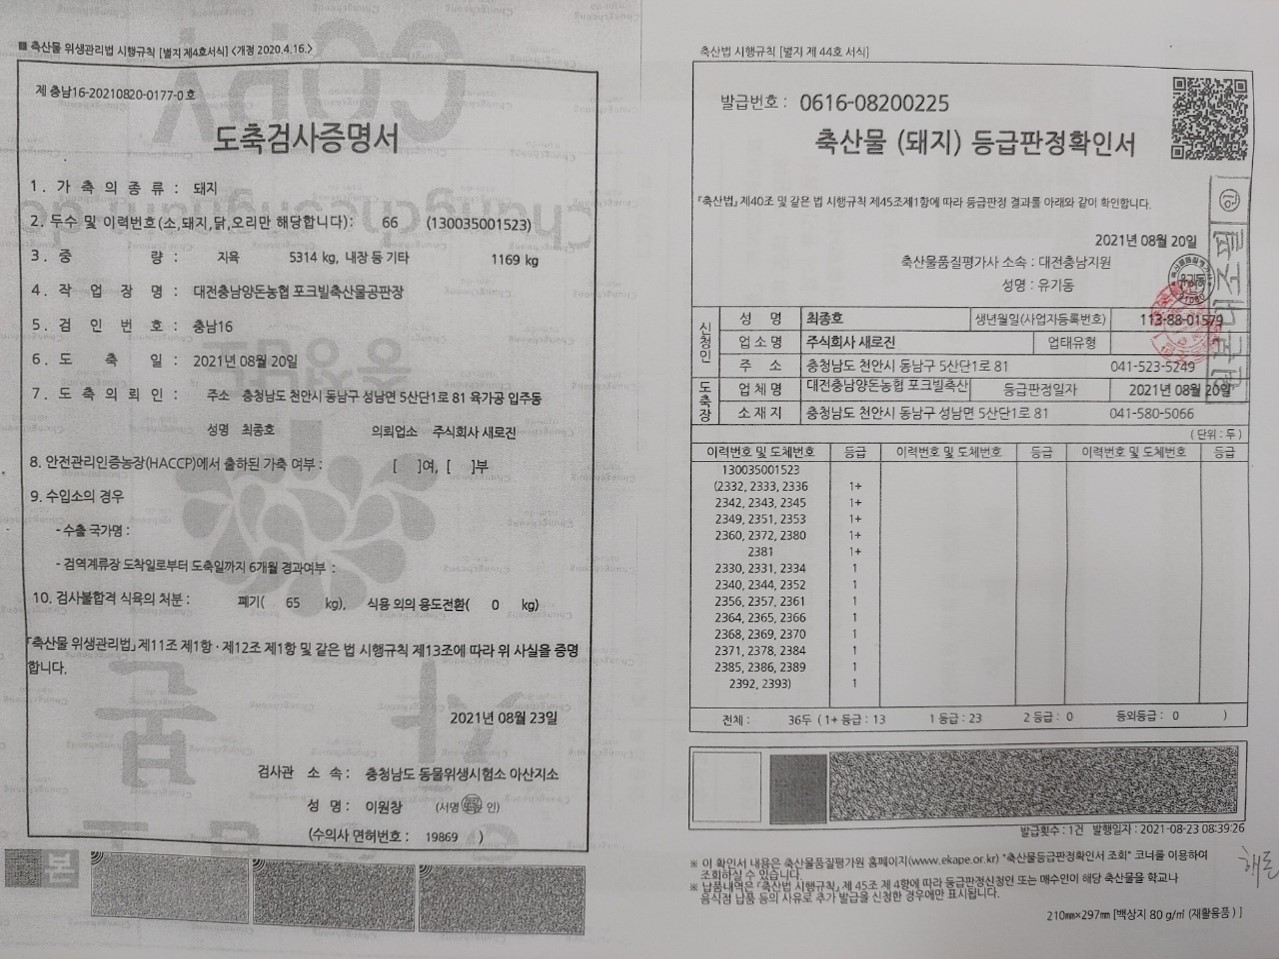 ■ 축산물 위생관리법 시행규칙 [별지 제4호서식] <개정 2020.4.16.>
제 충남16-20210820-0177-0 호
도축검사증명서
1. 가 축 의 종 류 : 돼지
2. 두수 및 이력번호(소,돼지,닭,오리만 해당합니다): 66 (130035001523)
3. 중 량 : 지육 5314 kg, 내장 등 기타 1169 kg
4. 작 업 장 명 : 대전충남양돈농협 포크빌축산물공판장
5. 검 인 번 호 : 충남16
6. 도 축 일 : 2021년 08월 20일
7. 도 축 의 뢰 인 : 주소 충청남도 천안시 동남구 성남면 5산단1로 81 육가공 입주동
성명 최종호 의뢰업소 주식회사 새로진
8. 안전관리인증농장(HACCP)에서 출하된 가축 여부 : [ ]여, [ ]부
9. 수입소의 경우
- 수출 국가명 :
- 검역계류장 도착일로부터 도축일까지 6개월 경과여부 :
10. 검사불합격 식육의 처분 : 폐기( 65 kg), 식용 외의 용도전환( 0 kg)
「축산물 위생관리법」 제11조 제1항 · 제12조 제1항 및 같은 법 시행규칙 제13조에 따라 위 사실을 증명
합니다.
2021년 08월 23일
검사관 소 속 : 충청남도 동물위생시험소 아산지소
성 명 : 이원창 (서명 또는 인)
(수의사 면허번호 : 19869 )
축산법 시행규칙 [별지 제 44호 서식]
발급번호 : 0616-08200225
축산물 (돼지) 등급판정확인서
「축산법」 제40조 및 같은 법 시행규칙 제45조제1항에 따라 등급판정 결과를 아래와 같이 확인합니다.
2021년 08월 20일
축산물품질평가사 소속 : 대전충남지원
성명 : 유기동
원본대조필 (인)
신청인 성 명 최종호 생년월일(사업자등록번호) 113-88-01579
업 소 명 주식회사 새로진 업태유형
주 소 충청남도 천안시 동남구 5산단1로 81 041-523-5249
도축장 업 체 명 대전충남양돈농협 포크빌축산 등급판정일자 2021년 08월 20일
소 재 지 충청남도 천안시 동남구 성남면 5산단1로 81 041-580-5066
( 단위 : 두 )
이력번호 및 도체번호 등급 이력번호 및 도체번호 등급 이력번호 및 도체번호 등급
130035001523
(2332, 2333, 2336 1+
2342, 2343, 2345 1+
2349, 2351, 2353 1+
2360, 2372, 2380 1+
2381 1+
2330, 2331, 2334 1
2340, 2344, 2352 1
2356, 2357, 2361 1
2364, 2365, 2366 1
2368, 2369, 2370 1
2371, 2378, 2384 1
2385, 2386, 2389 1
2392, 2393) 1
전체 : 36두 ( 1+ 등급 : 13 1 등급 : 23 2 등급 : 0 등외등급 : 0 )
발급횟수 : 1건 발행일자 : 2021-08-23 08:39:26
※ 이 확인서 내용은 축산물품질평가원 홈페이지(www.ekape.or.kr) "축산물등급판정확인서 조회" 코너를 이용하여
조회하실 수 있습니다.
※ 납품내역은 「축산법 시행규칙」 제 45조 제 4항에 따라 등급판정신청인 또는 매수인이 해당 축산물을 학교나
음식점 납품 등의 사유로 추가 발급을 신청한 경우에만 표시됩니다.
210㎜×297㎜ [백상지 80 g/㎡ (재활용품) ]